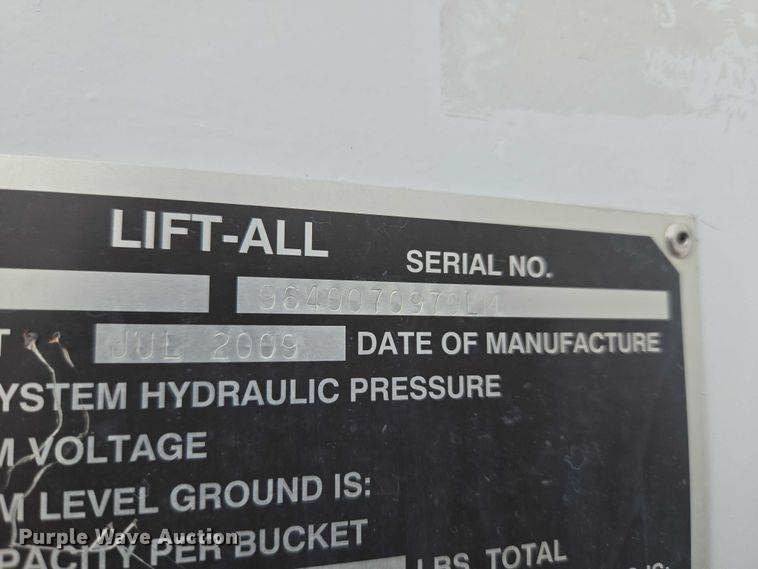 LIFT-ALL
SERIAL NO.
JUL 2009 DATE OF MANUFACTURE
YSTEM HYDRAULIC PRESSURE
M VOLTAGE
M LEVEL GROUND IS:
PACITY PER BUCKET
LBS. TOTAL
Purple Wave Auction